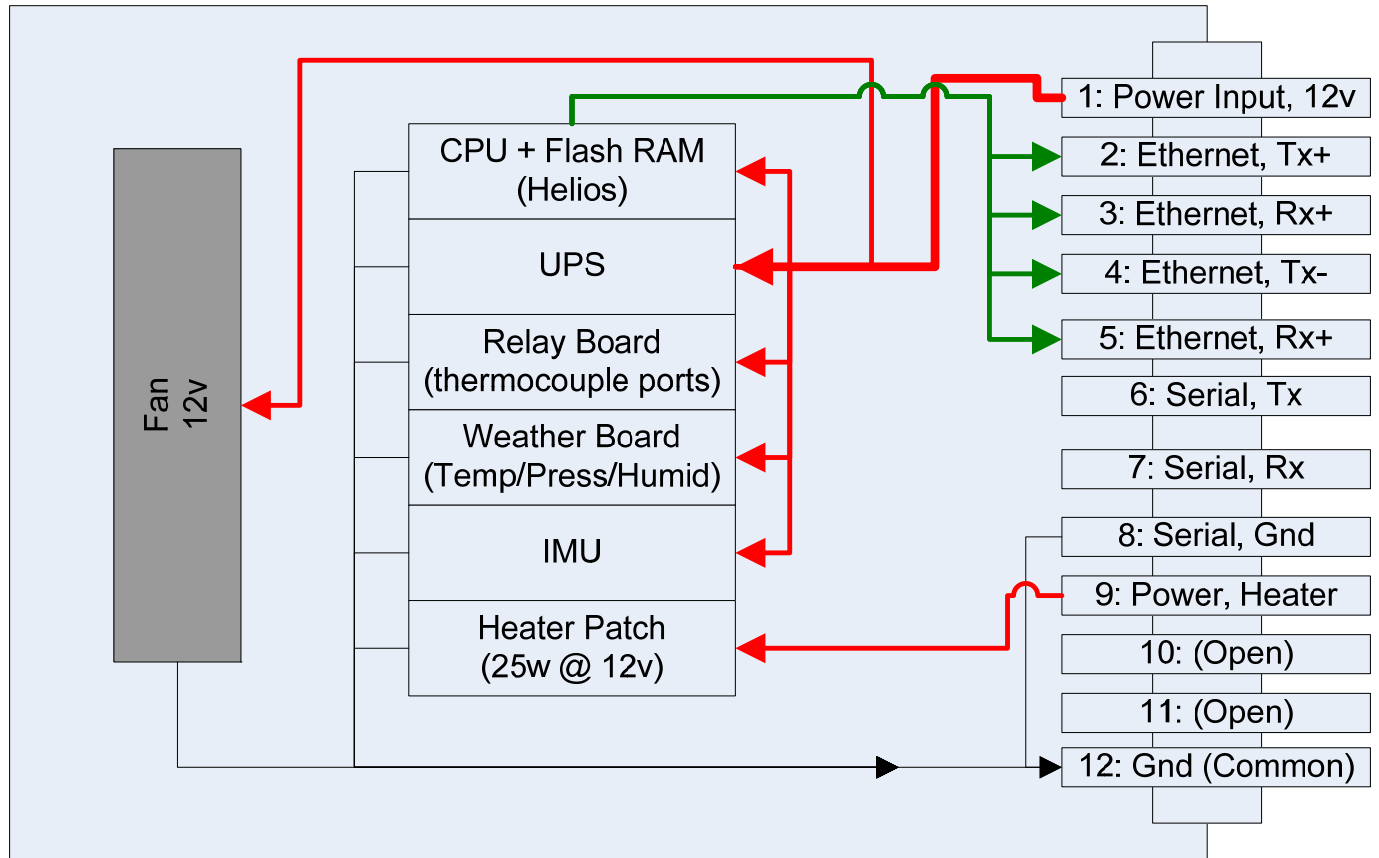 Fan
12v
CPU + Flash RAM
(Helios)
UPS
Relay Board
(thermocouple ports)
Weather Board
(Temp/Press/Humid)
IMU
Heater Patch
(25w @ 12v)
1: Power Input, 12v
2: Ethernet, Tx+
3: Ethernet, Rx+
4: Ethernet, Tx-
5: Ethernet, Rx+
6: Serial, Tx
7: Serial, Rx
8: Serial, Gnd
9: Power, Heater
10: (Open)
11: (Open)
12: Gnd (Common)